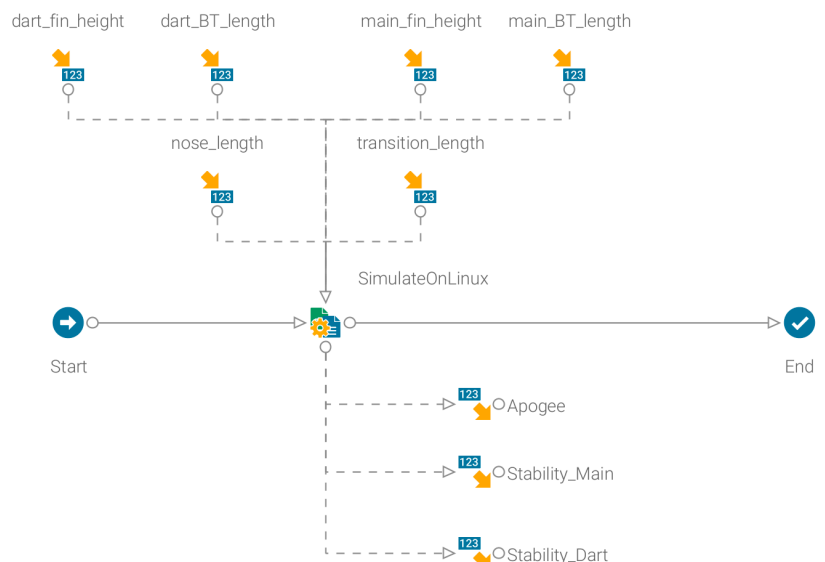 dart_fin_height dart_BT_length main_fin_height main_BT_length
123 123 123 123
nose_length transition_length
123 123
SimulateOnLinux
Start End
123
Apogee
123
Stability_Main
123
Stability_Dart